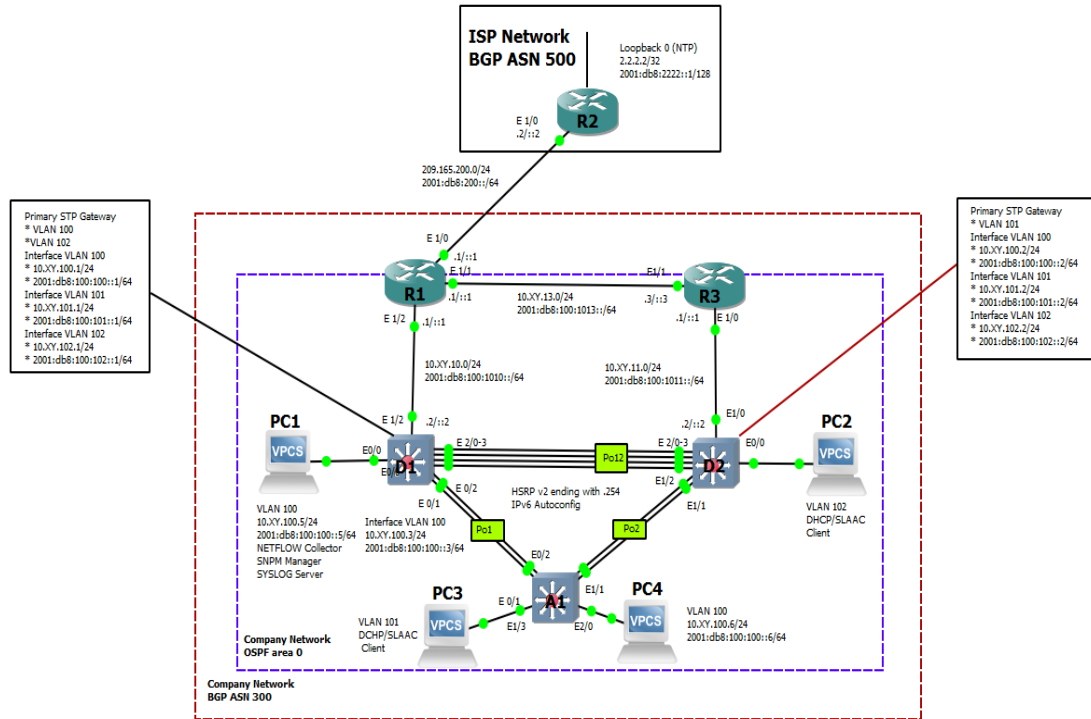 ISP Network
BGP ASN 500
Loopback 0 (NTP)
2.2.2.2/32
2001:db8:2222::1/128
R2
E 1/0
.2/::2
209.165.200.0/24
2001:db8:200::/64
Primary STP Gateway
* VLAN 100
*VLAN 102
Interface VLAN 100
* 10.XY.100.1/24
* 2001:db8:100:100::1/64
Interface VLAN 101
* 10.XY.101.1/24
* 2001:db8:100:101::1/64
Interface VLAN 102
* 10.XY.102.1/24
* 2001:db8:100:102::1/64
Primary STP Gateway
* VLAN 101
Interface VLAN 100
* 10.XY.100.2/24
* 2001:db8:100:100::2/64
Interface VLAN 101
* 10.XY.101.2/24
* 2001:db8:100:101::2/64
Interface VLAN 102
* 10.XY.102.2/24
* 2001:db8:100:102::2/64
E 1/0
.1/::1
E 1/1
R1
.1/::1
E1/1
R3
.3/::3
10.XY.13.0/24
2001:db8:100:1013::/64
E 1/2
.1/::1
.1/::1
E 1/0
10.XY.10.0/24
2001:db8:100:1010::/64
10.XY.11.0/24
2001:db8:100:1011::/64
E1/2
.2/::2
.2/::2
E1/0
PC1
VPCS
E0/0
E0/0
D1
E 2/0-3
Po12
E 2/0-3
D2
E0/0
PC2
VPCS
E 0/2
E 0/1
HSRP v2 ending with .254
IPv6 Autoconfig
E1/2
E1/1
VLAN 100
10.XY.100.5/24
2001:db8:100:100::5/64
NETFLOW Collector
SNPM Manager
SYSLOG Server
Interface VLAN 100
10.XY.100.3/24
2001:db8:100:100::3/64
Po1
Po2
VLAN 102
DHCP/SLAAC
Client
E0/2
E1/1
A1
PC3
VPCS
E 0/1
E1/3
E2/0
PC4
VPCS
VLAN 101
DCHP/SLAAC
Client
VLAN 100
10.XY.100.6/24
2001:db8:100:100::6/64
Company Network
OSPF area 0
Company Network
BGP ASN 300